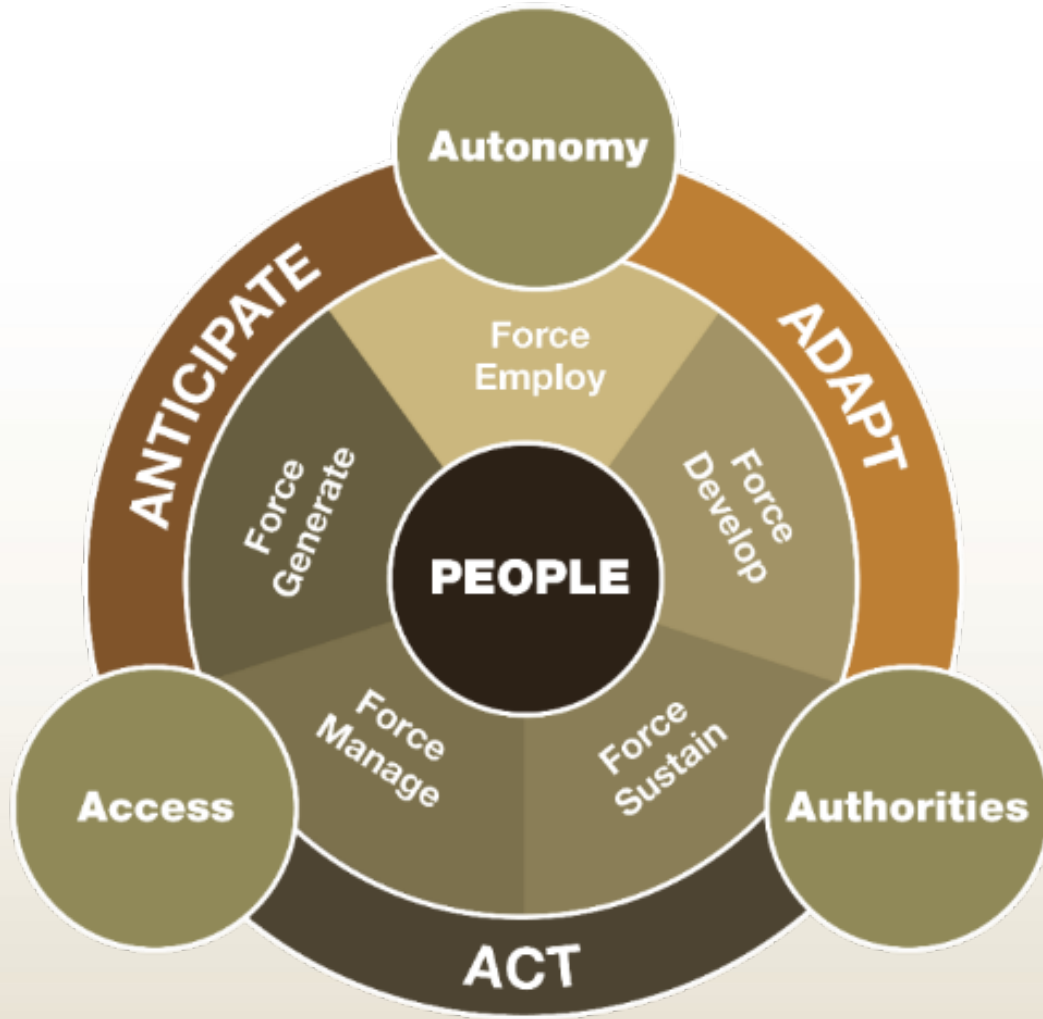 Autonomy
ANTICIPATE
ADAPT
Force
Employ
Force
Generate
Force
Develop
PEOPLE
Force
Manage
Force
Sustain
Access
Authorities
ACT